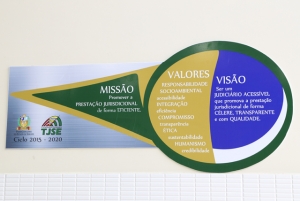 MISSÃO
Promover a
PRESTAÇÃO JURISDICIONAL
de forma EFICIENTE.
TJSE
Ciclo 2015 - 2020
VALORES
RESPONSABILIDADE
SOCIOAMBIENTAL
acessibilidade
INTEGRAÇÃO
eficiência
COMPROMISSO
transparência
ÉTICA
sustentabilidade
HUMANISMO
credibilidade
VISÃO
Ser um
JUDICIÁRIO ACESSÍVEL
que promova a prestação
jurisdicional de forma
CÉLERE, TRANSPARENTE
e com QUALIDADE.